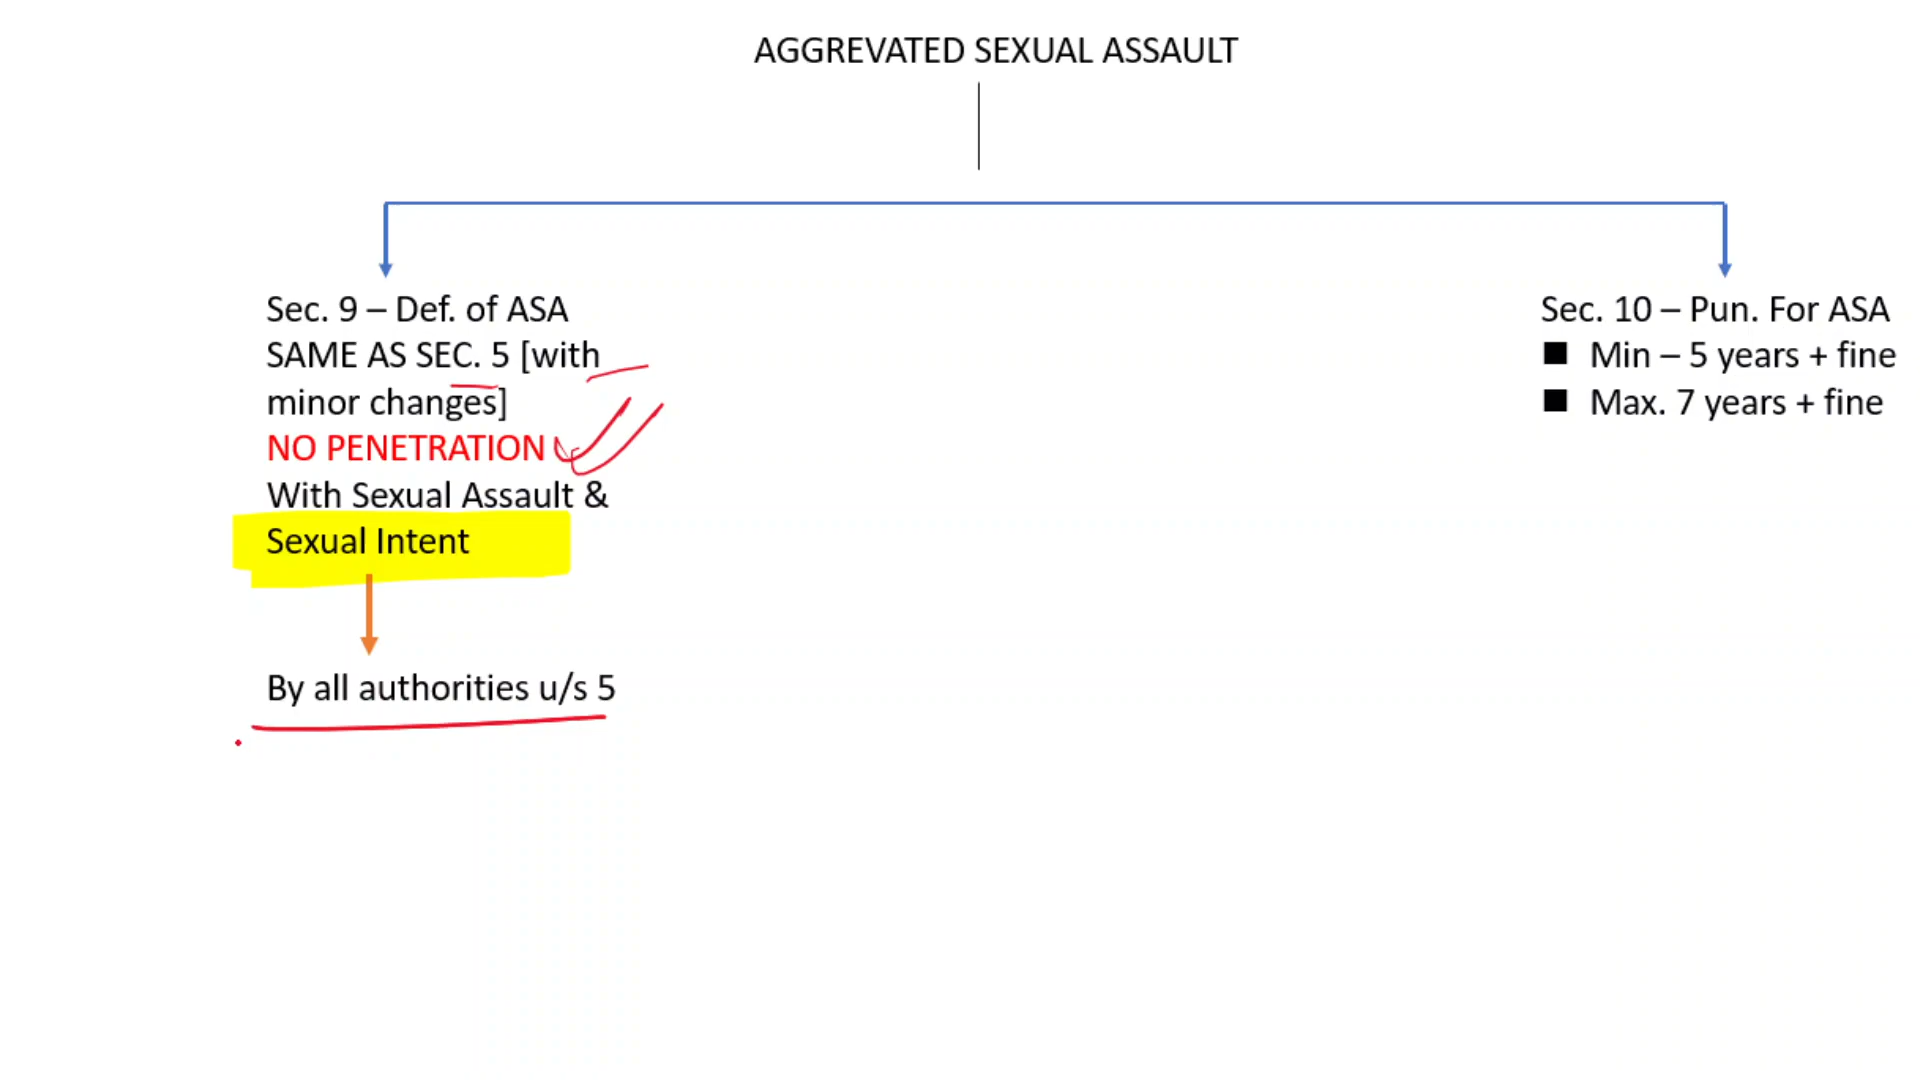 AGGREVATED SEXUAL ASSAULT
Sec. 9 – Def. of ASA
SAME AS SEC. 5 [with
minor changes]
NO PENETRATION
With Sexual Assault &
Sexual Intent
By all authorities u/s 5
Sec. 10 – Pun. For ASA
■ Min – 5 years + fine
■ Max. 7 years + fine